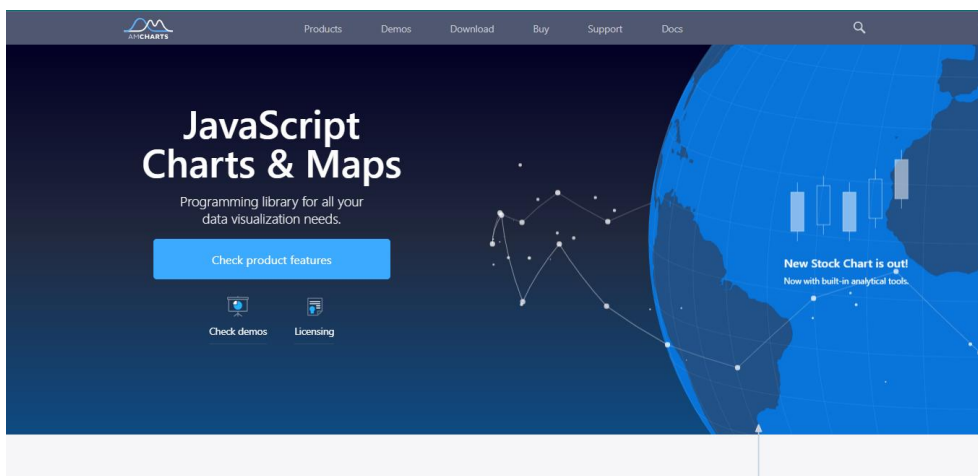 AMCHARTS
Products Demos Download Buy Support Docs
JavaScript
Charts & Maps
Programming library for all your
data visualization needs.
Check product features
Check demos Licensing
New Stock Chart is out!
Now with built-in analytical tools.